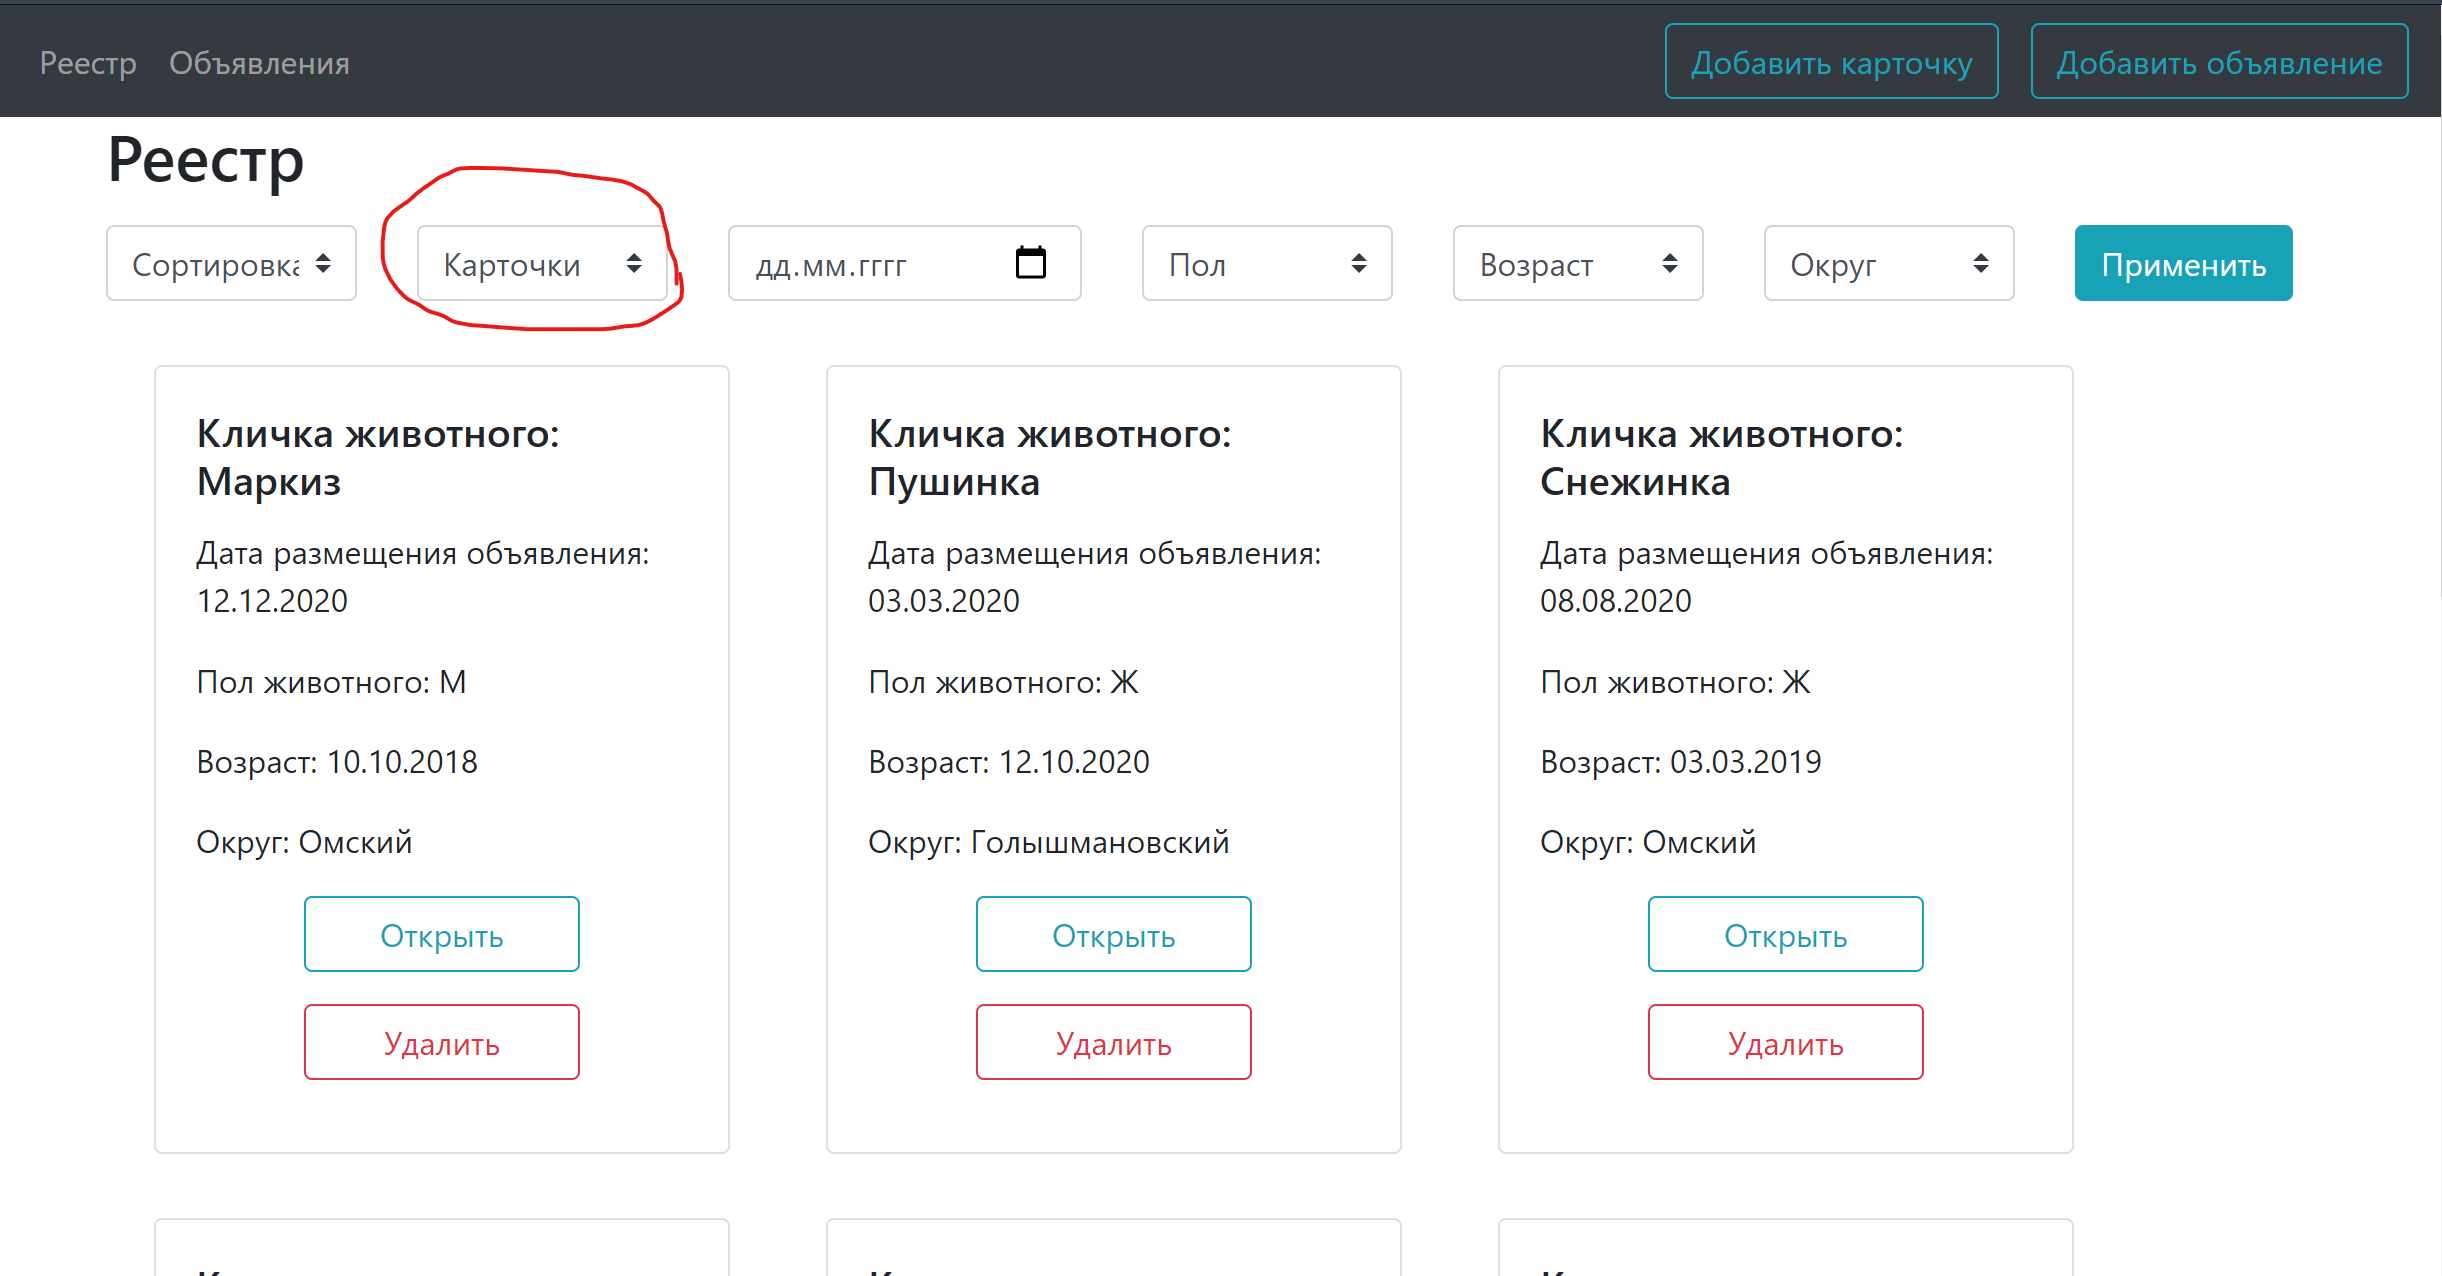 Реестр Объявления Добавить карточку Добавить объявление
Реестр
Сортировка Карточки дд.мм.гггг Пол Возраст Округ Применить
Кличка животного:
Маркиз
Дата размещения объявления:
12.12.2020
Пол животного: М
Возраст: 10.10.2018
Округ: Омский
Открыть
Удалить
Кличка животного:
Пушинка
Дата размещения объявления:
03.03.2020
Пол животного: Ж
Возраст: 12.10.2020
Округ: Голышмановский
Открыть
Удалить
Кличка животного:
Снежинка
Дата размещения объявления:
08.08.2020
Пол животного: Ж
Возраст: 03.03.2019
Округ: Омский
Открыть
Удалить